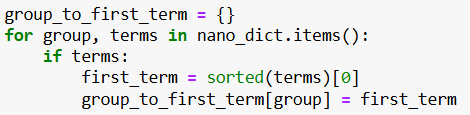 group_to_first_term = {}
for group, terms in nano_dict.items():
    if terms:
        first_term = sorted(terms)[0]
        group_to_first_term[group] = first_term